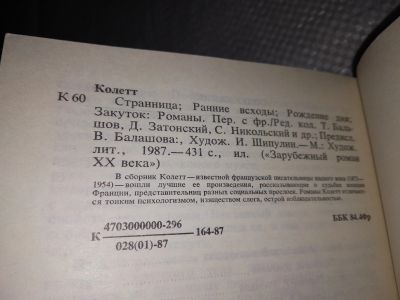 Колетт
К 60
Странница; Ранние всходы; Рождение дня;
Закуток: Романы. Пер. с фр./Ред. кол. Т. Бала-
шов, Д. Затонский, С. Никольский и др.; Предисл.
В. Балашова:, Худож. И. Шипулин.— М.: Худож.
лит., 1987.— 431 с., ил. («Зарубежный роман
XX века»)
В сборник Колетт — известной французской писательницы нашего века (1873—
1954) — вошли лучшие ее произведения, рассказывающие о судьбах женщин
Франции, представительниц разных социальных прослоек. Романы Колетт отличаются
тонким психологизмом, изяществом слога, острой наблюдательностью.
К 4703000000-296
028(01)-87
164-87
ББК 84.4Фр